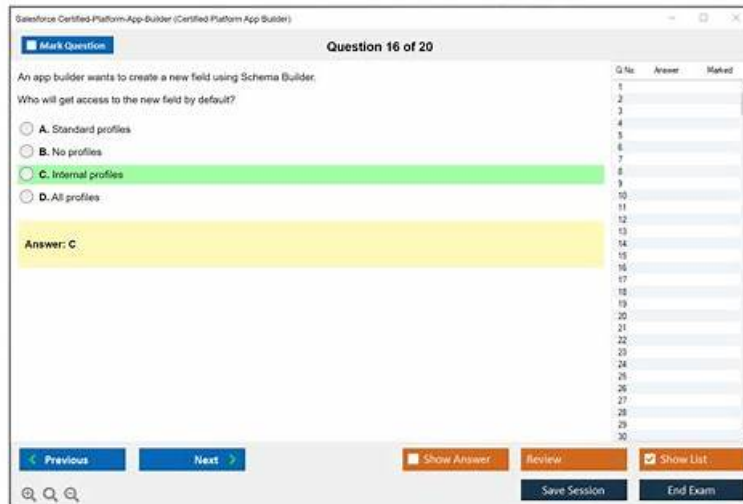 Salesforce Certified-Platform-App-Builder (Certified Platform App Builder)
Mark Question
Question 16 of 20
An app builder wants to create a new field using Schema Builder.
Who will get access to the new field by default?
A. Standard profiles
B. No profiles
C. Internal profiles
D. All profiles
Answer: C
Q No Answer Marked
1
2
3
4
5
6
7
8
9
10
11
12
13
14
15
16
17
18
19
20
21
22
23
24
25
26
27
28
29
30
Previous Next Show Answer Review Show List
Save Session End Exam